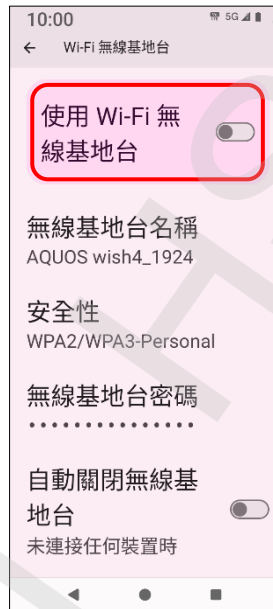 10:00 5G
Wi-Fi 無線基地台
使用 Wi-Fi 無
線基地台
無線基地台名稱
AQUOS wish4_1924
安全性
WPA2/WPA3-Personal
無線基地台密碼
•••••••••••••••
自動關閉無線基
地台
未連接任何裝置時